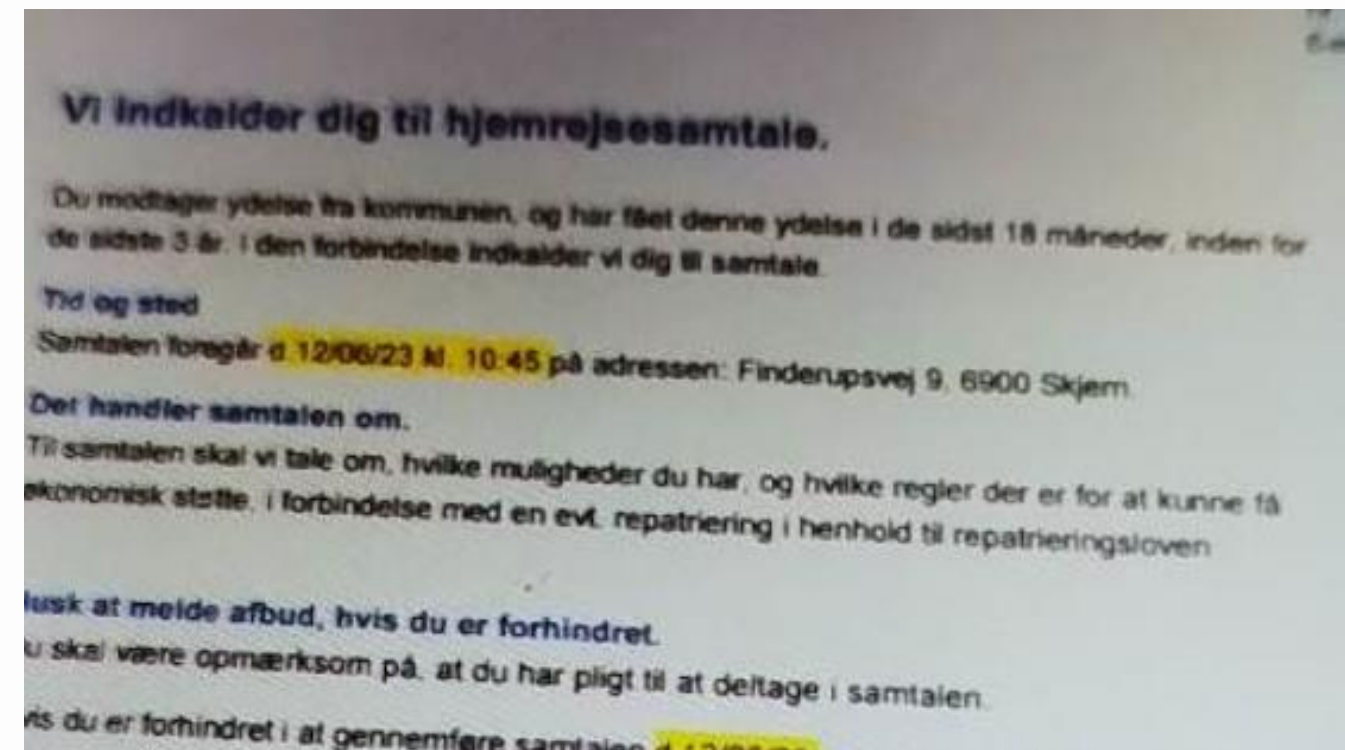 Vi indkalder dig til hjemrejsesamtale.
Du modtager ydelse fra kommunen, og har fået denne ydelse i de sidst 18 måneder, inden for
de sidste 3 år. I den forbindelse indkalder vi dig til samtale.
Tid og sted
Samtalen foregår d. 12/06/23 kl. 10:45 på adressen: Finderupsvej 9, 6900 Skjern.
Det handler samtalen om.
Til samtalen skal vi tale om, hvilke muligheder du har, og hvilke regler der er for at kunne få
økonomisk støtte, i forbindelse med en evt. repatriering i henhold til repatrieringsloven
usk at melde afbud, hvis du er forhindret.
u skal være opmærksom på, at du har pligt til at deltage i samtalen.
vis du er forhindret i at gennemføre samtalen